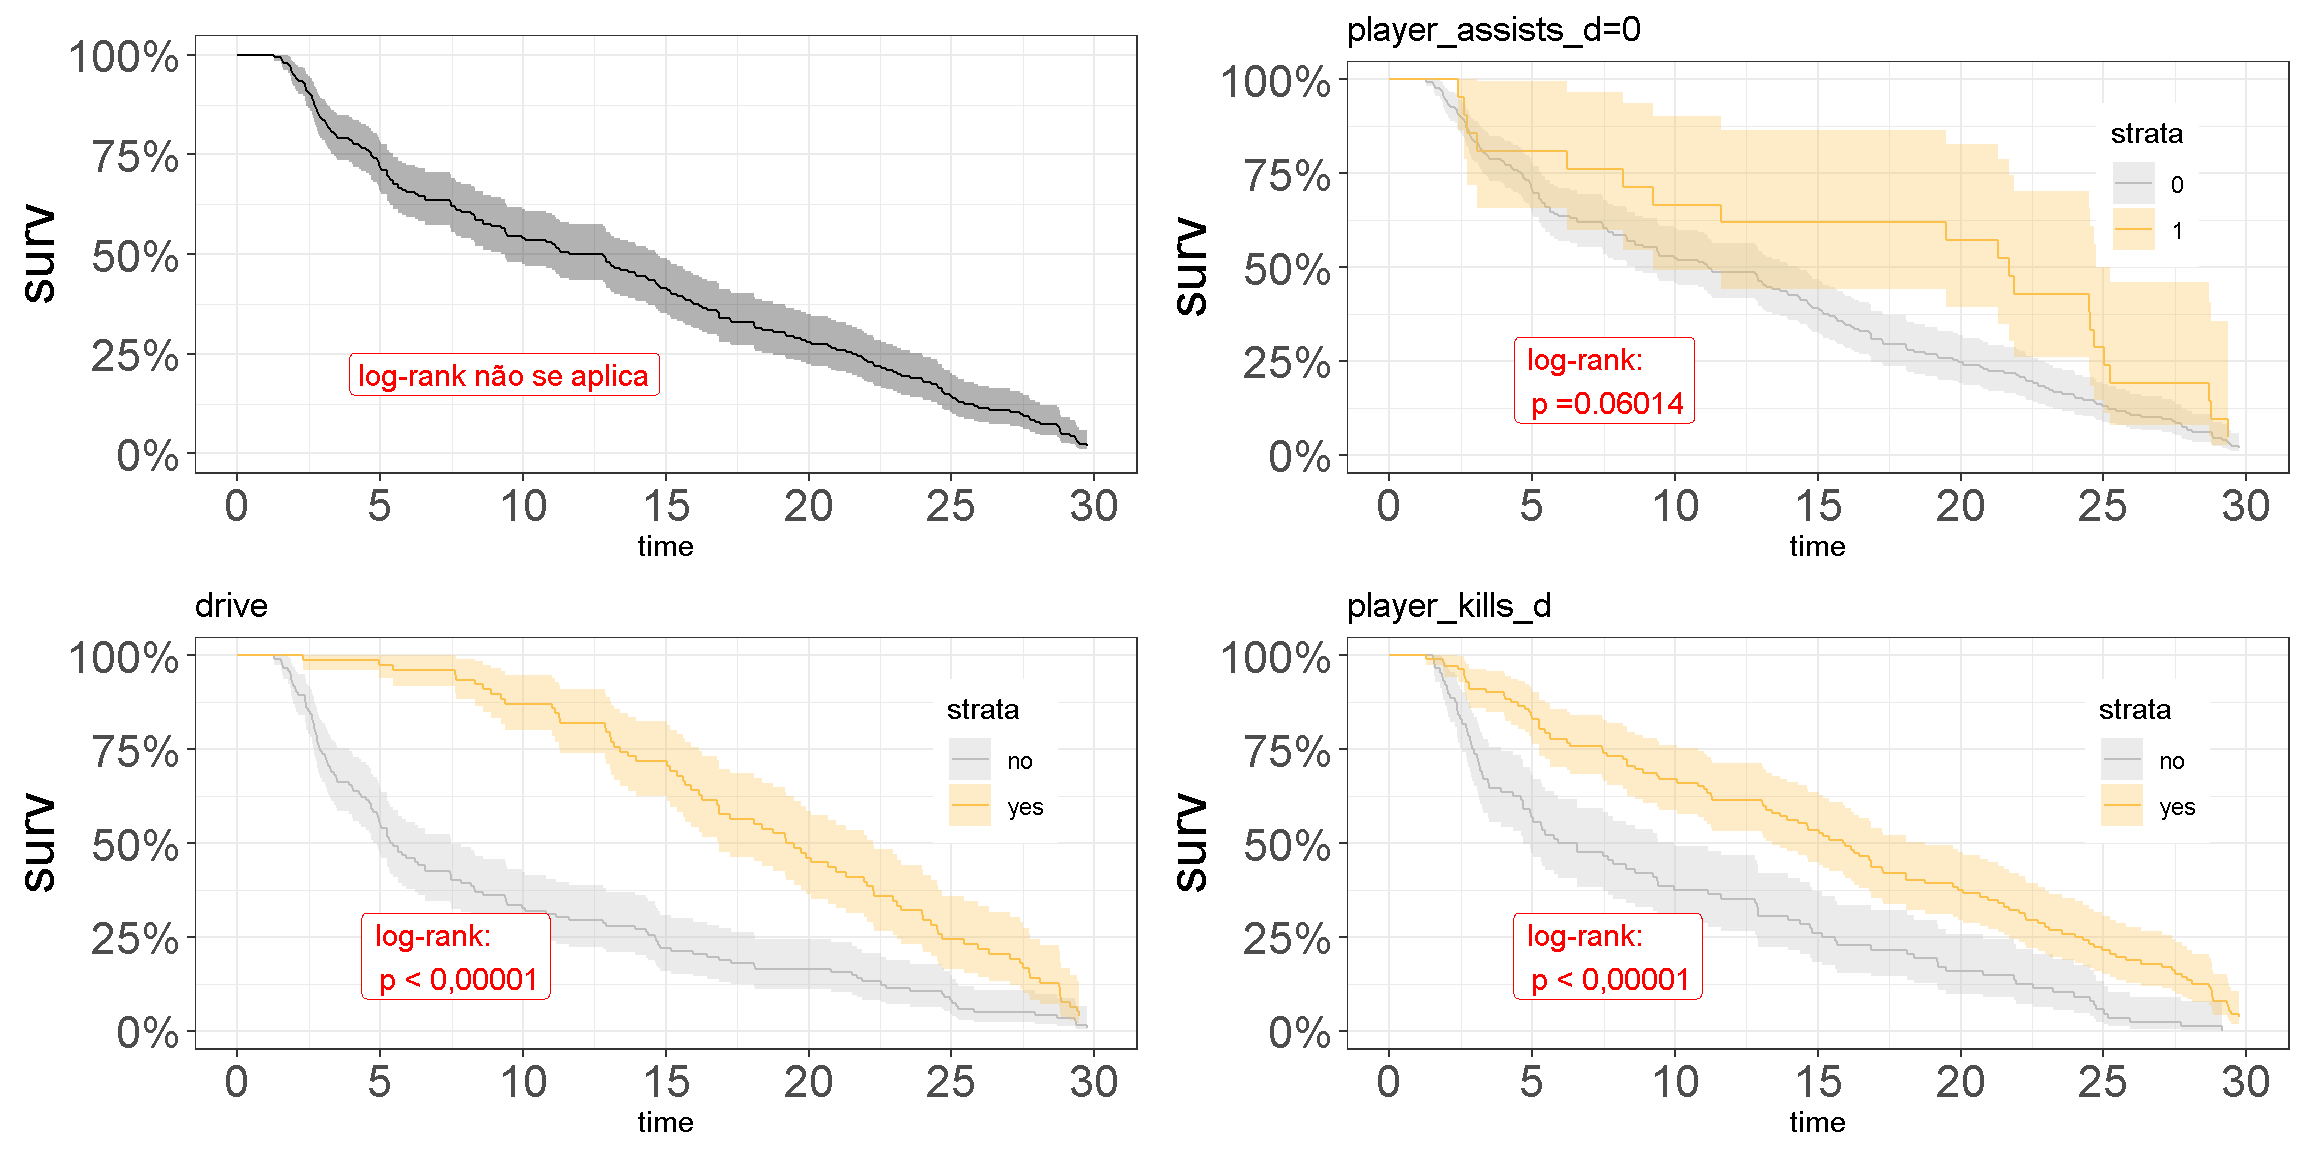 surv
100%
75%
50%
25%
0%
log-rank não se aplica
0 5 10 15 20 25 30
time
player_assists_d=0
surv
100%
75%
50%
25%
0%
strata
0
1
log-rank:
p =0.06014
0 5 10 15 20 25 30
time
drive
surv
100%
75%
50%
25%
0%
strata
no
yes
log-rank:
p < 0,00001
0 5 10 15 20 25 30
time
player_kills_d
surv
100%
75%
50%
25%
0%
strata
no
yes
log-rank:
p < 0,00001
0 5 10 15 20 25 30
time